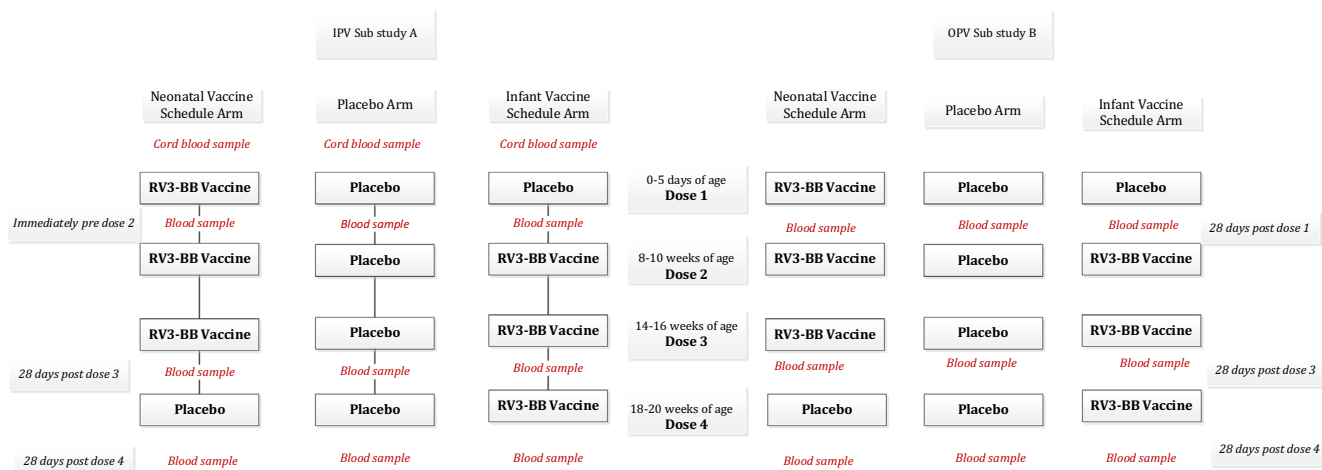 IPV Sub study A
OPV Sub study B
Neonatal Vaccine
Schedule Arm
Placebo Arm
Infant Vaccine
Schedule Arm
Neonatal Vaccine
Schedule Arm
Placebo Arm
Infant Vaccine
Schedule Arm
Cord blood sample
Cord blood sample
Cord blood sample
RV3-BB Vaccine
Placebo
Placebo
0-5 days of age
Dose 1
RV3-BB Vaccine
Placebo
Placebo
Immediately pre dose 2
Blood sample
Blood sample
Blood sample
Blood sample
Blood sample
Blood sample
28 days post dose 1
RV3-BB Vaccine
Placebo
RV3-BB Vaccine
8-10 weeks of age
Dose 2
RV3-BB Vaccine
Placebo
RV3-BB Vaccine
RV3-BB Vaccine
Placebo
RV3-BB Vaccine
14-16 weeks of age
Dose 3
RV3-BB Vaccine
Placebo
RV3-BB Vaccine
28 days post dose 3
Blood sample
Blood sample
Blood sample
Blood sample
Blood sample
Blood sample
28 days post dose 3
Placebo
Placebo
RV3-BB Vaccine
18-20 weeks of age
Dose 4
Placebo
Placebo
RV3-BB Vaccine
28 days post dose 4
Blood sample
Blood sample
Blood sample
Blood sample
Blood sample
Blood sample
28 days post dose 4